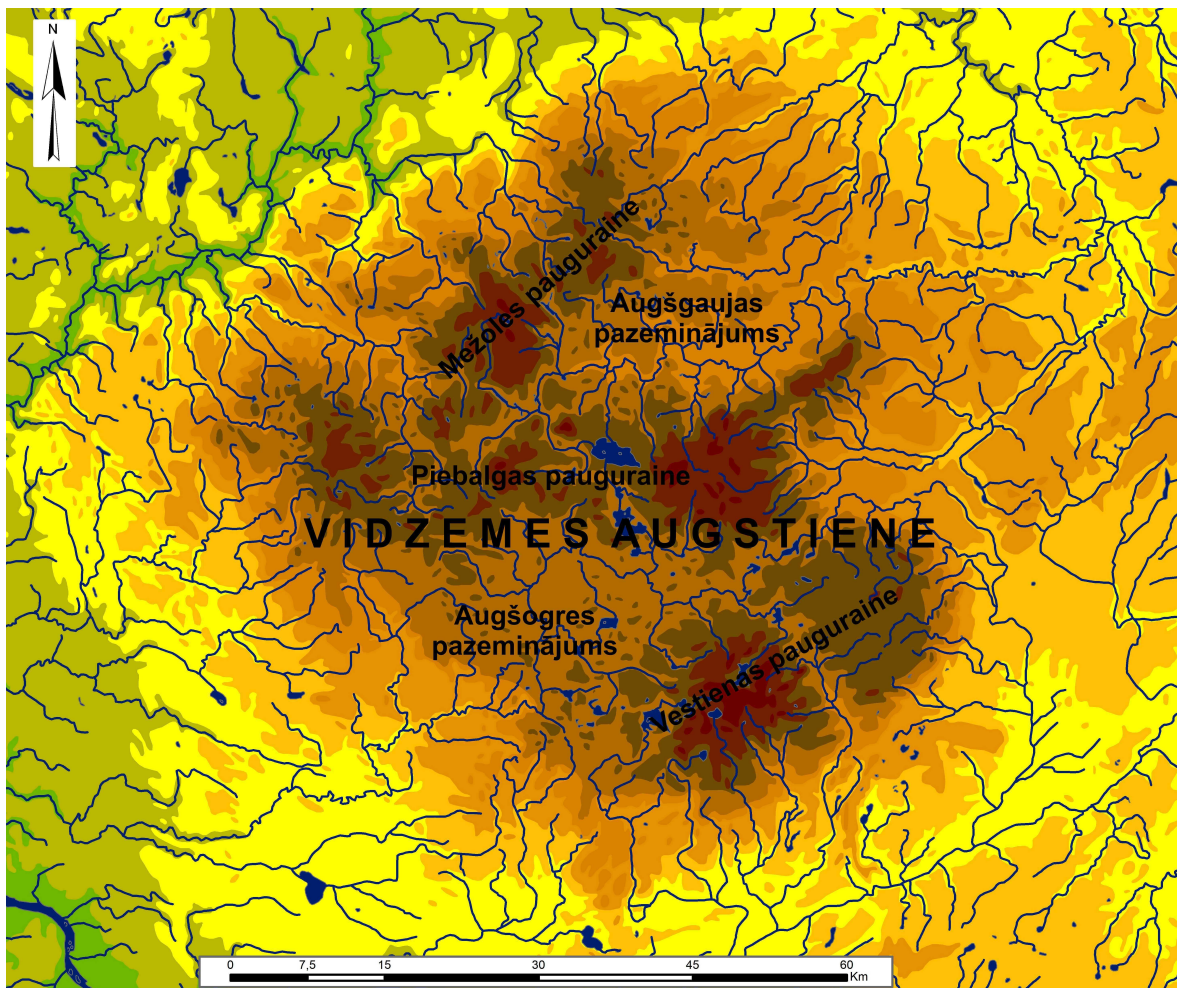 N
Mežoles pauguraine
Augšgaujas
pazeminājums
Piebalgas pauguraine
VIDZEMES AUGSTIENE
Augšogres
pazeminājums
Vestienas pauguraine
0 7,5 15 30 45 60
Km